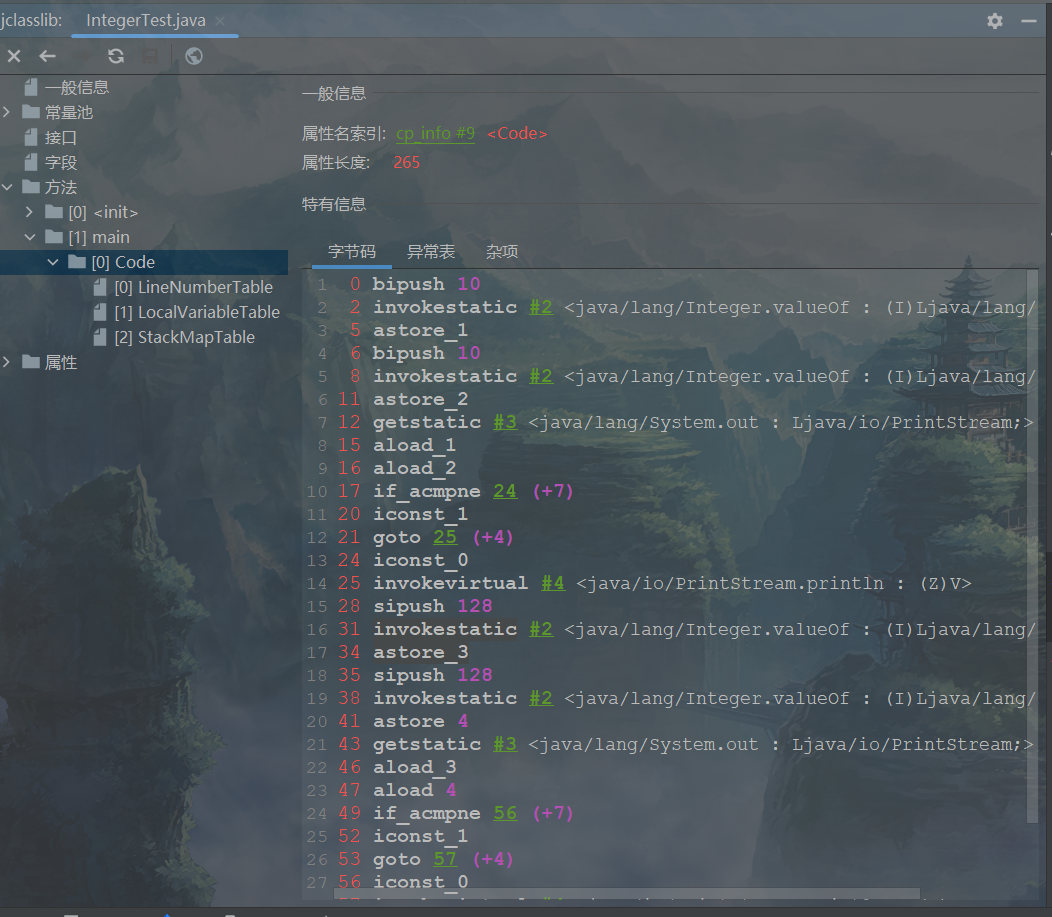 jclasslib: IntegerTest.java
一般信息
常量池
接口
字段
方法
[0] <init>
[1] main
[0] Code
[0] LineNumberTable
[1] LocalVariableTable
[2] StackMapTable
属性
一般信息
属性名索引: cp_info #9 <Code>
属性长度: 265
特有信息
字节码 异常表 杂项
1 0 bipush 10
2 2 invokestatic #2 <java/lang/Integer.valueOf : (I)Ljava/lang/
3 5 astore_1
4 6 bipush 10
5 8 invokestatic #2 <java/lang/Integer.valueOf : (I)Ljava/lang/
6 11 astore_2
7 12 getstatic #3 <java/lang/System.out : Ljava/io/PrintStream;>
8 15 aload_1
9 16 aload_2
10 17 if_acmpne 24 (+7)
11 20 iconst_1
12 21 goto 25 (+4)
13 24 iconst_0
14 25 invokevirtual #4 <java/io/PrintStream.println : (Z)V>
15 28 sipush 128
16 31 invokestatic #2 <java/lang/Integer.valueOf : (I)Ljava/lang/
17 34 astore_3
18 35 sipush 128
19 38 invokestatic #2 <java/lang/Integer.valueOf : (I)Ljava/lang/
20 41 astore 4
21 43 getstatic #3 <java/lang/System.out : Ljava/io/PrintStream;>
22 46 aload_3
23 47 aload 4
24 49 if_acmpne 56 (+7)
25 52 iconst_1
26 53 goto 57 (+4)
27 56 iconst_0